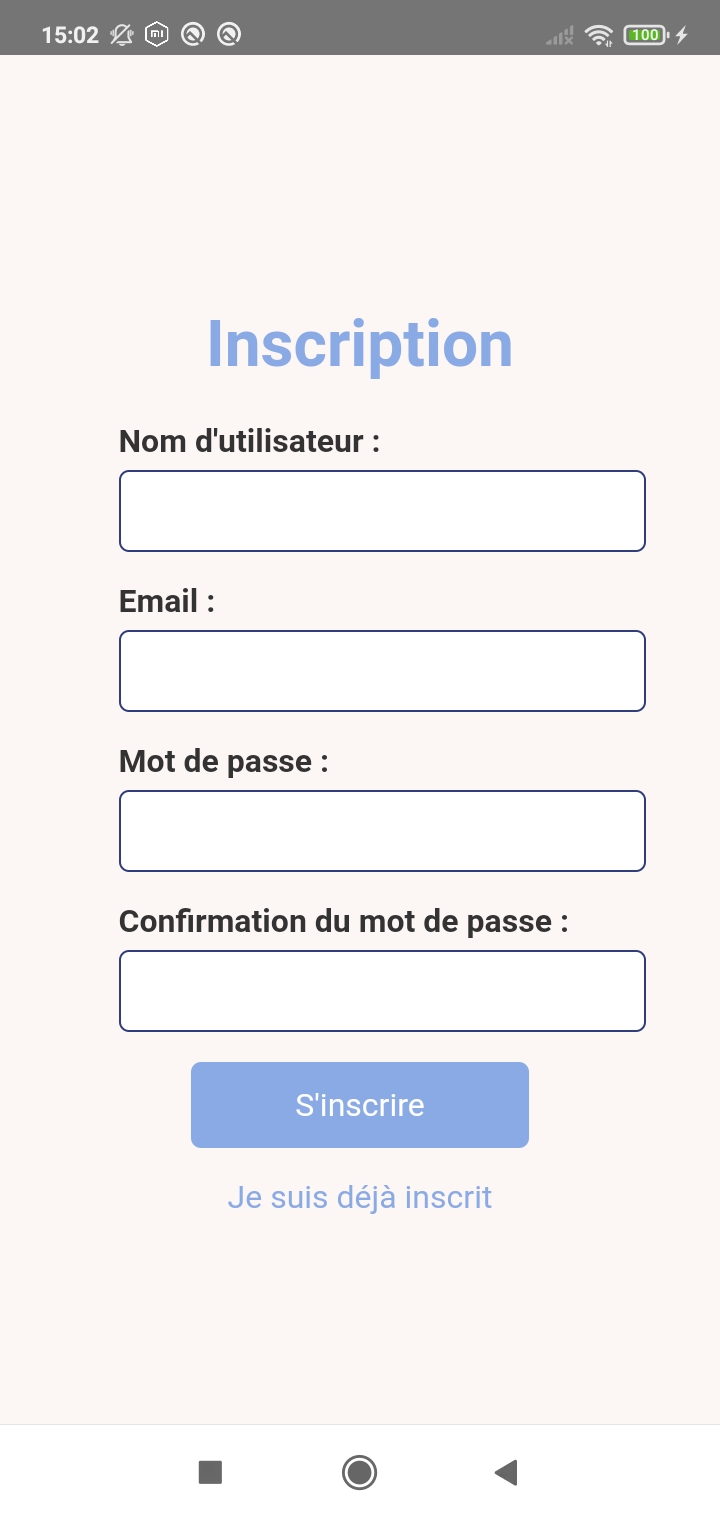 15:02
100
Inscription
Nom d'utilisateur :
Email :
Mot de passe :
Confirmation du mot de passe :
S'inscrire
Je suis déjà inscrit